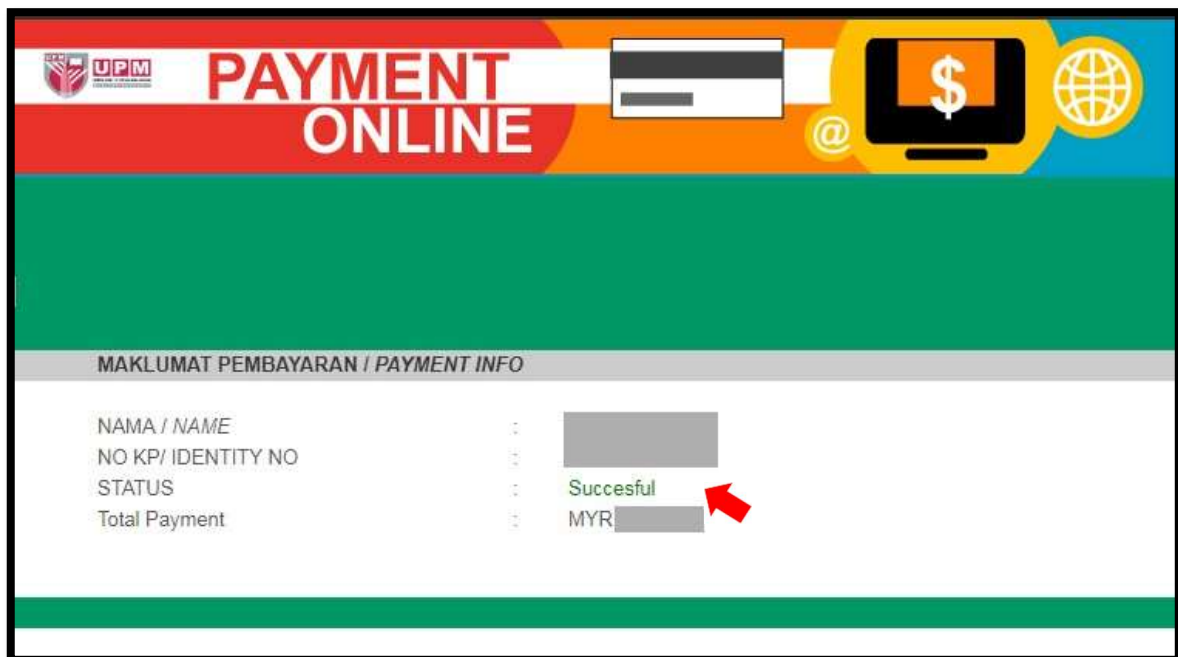 UPM
PAYMENT
ONLINE
$
@
MAKLUMAT PEMBAYARAN / PAYMENT INFO
NAMA / NAME :
NO KP/ IDENTITY NO :
STATUS : Succesful
Total Payment : MYR